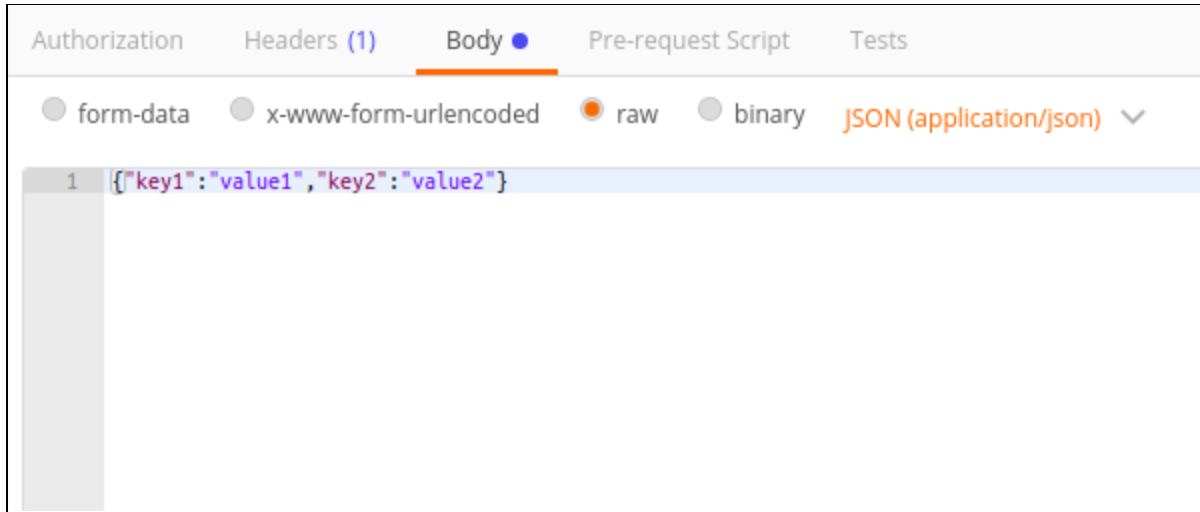 Authorization Headers (1) Body Pre-request Script Tests
form-data x-www-form-urlencoded raw binary JSON (application/json)
1 {"key1":"value1","key2":"value2"}